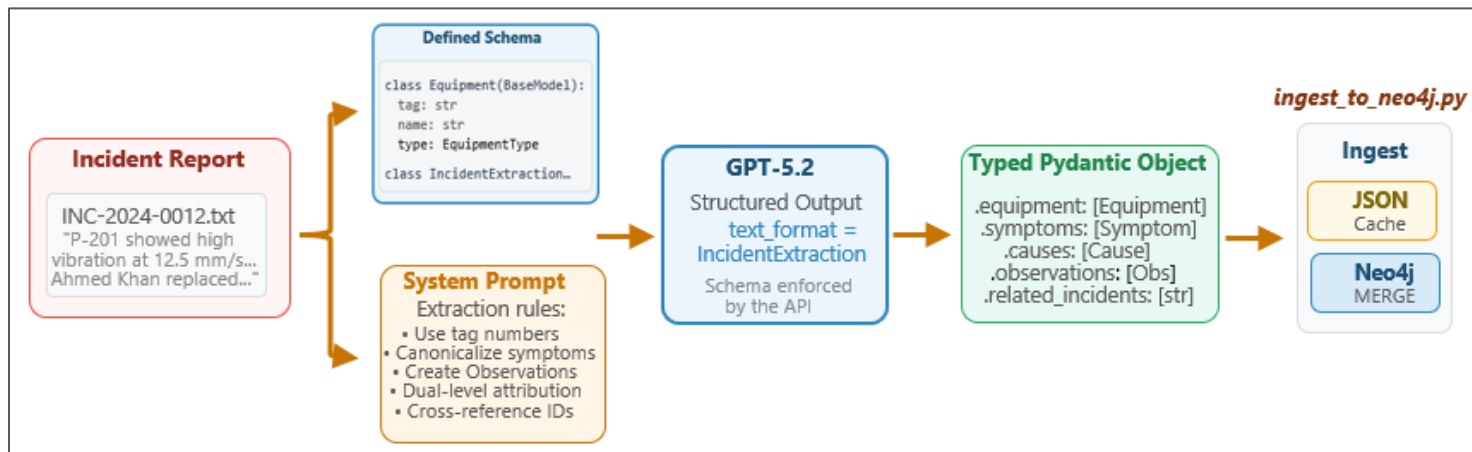 Incident Report
INC-2024-0012.txt
"P-201 showed high
vibration at 12.5 mm/s...
Ahmed Khan replaced..."
Defined Schema
class Equipment(BaseModel):
tag: str
name: str
type: EquipmentType
class IncidentExtraction…
System Prompt
Extraction rules:
• Use tag numbers
• Canonicalize symptoms
• Create Observations
• Dual-level attribution
• Cross-reference IDs
GPT-5.2
Structured Output
text_format =
IncidentExtraction
Schema enforced
by the API
Typed Pydantic Object
.equipment: [Equipment]
.symptoms: [Symptom]
.causes: [Cause]
.observations: [Obs]
.related_incidents: [str]
ingest_to_neo4j.py
Ingest
JSON
Cache
Neo4j
MERGE